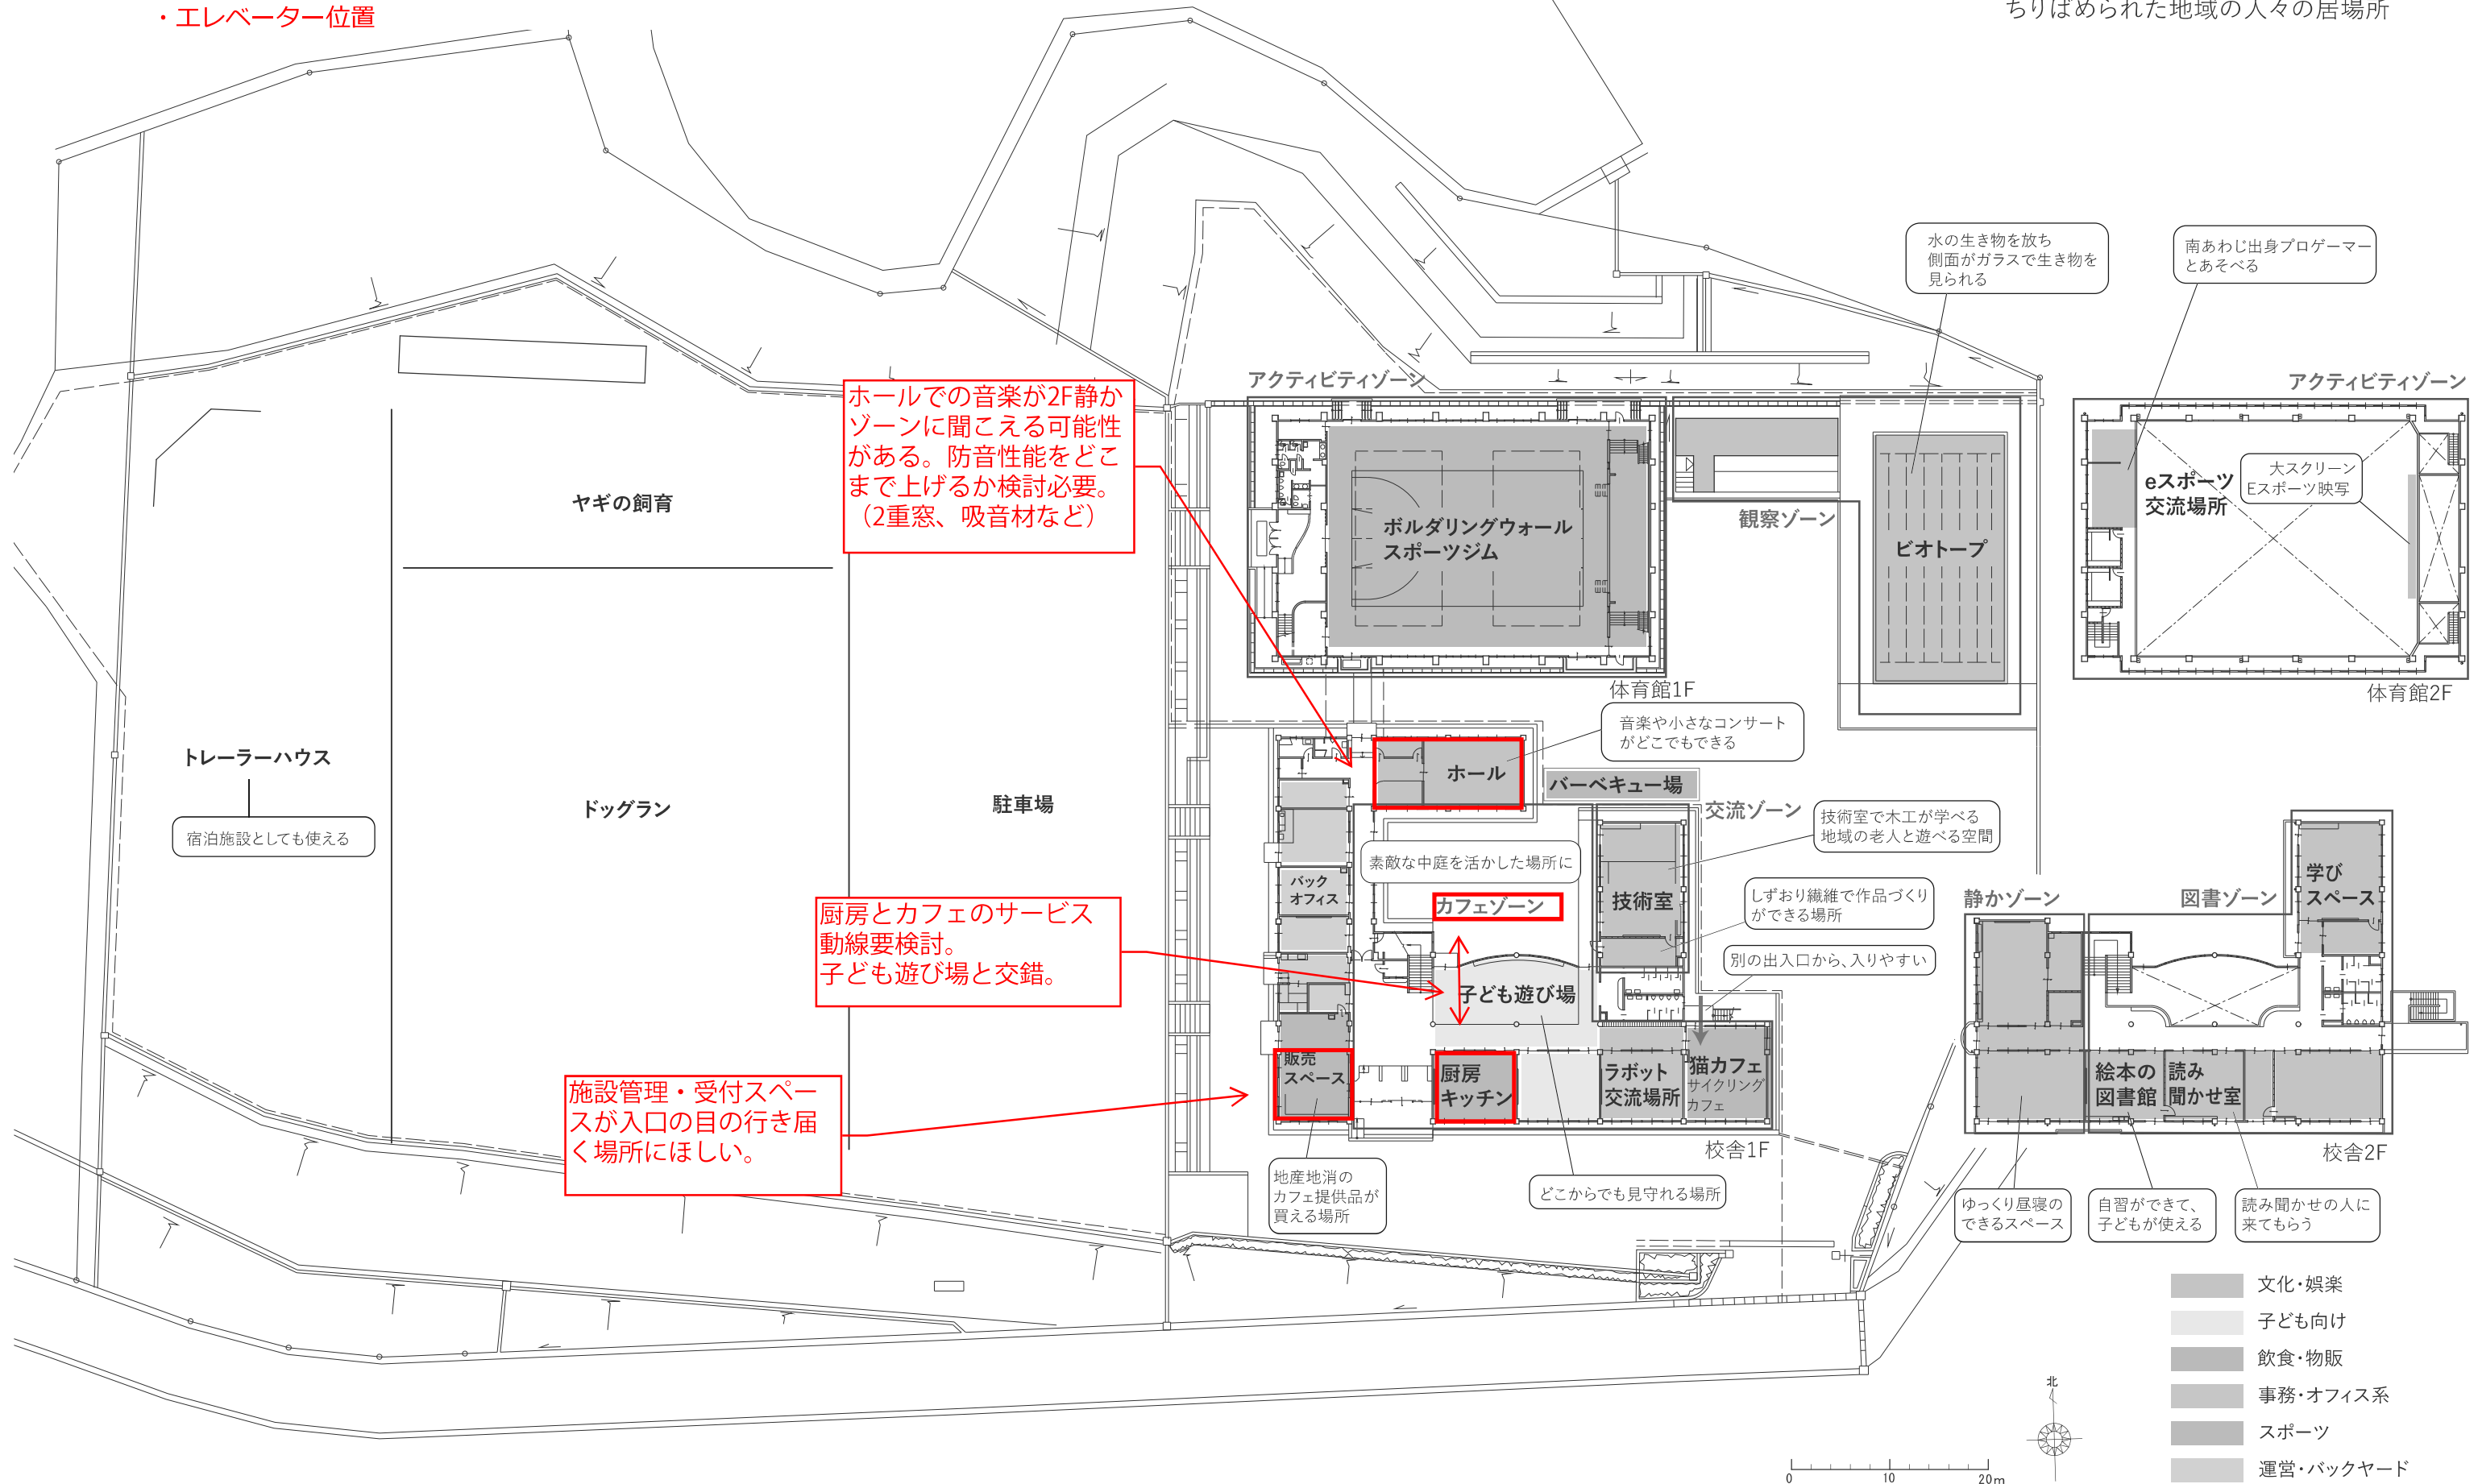 ・エレベーター位置
ちりばめられた地域の人々の居場所
水の生き物を放ち
側面がガラスで生き物を
見られる
南あわじ出身プロゲーマー
とあそべる
アクティビティゾーン
アクティビティゾーン
ホールでの音楽が2F静か
ゾーンに聞こえる可能性
がある。防音性能をどこ
まで上げるか検討必要。
（2重窓、吸音材など）
ヤギの飼育
ボルダリングウォール
スポーツジム
観察ゾーン
ビオトープ
eスポーツ
交流場所
大スクリーン
Eスポーツ映写
体育館1F
体育館2F
音楽や小さなコンサート
がどこでもできる
トレーラーハウス
宿泊施設としても使える
ドッグラン
駐車場
ホール
バーベキュー場
交流ゾーン
技術室で木工が学べる
地域の老人と遊べる空間
素敵な中庭を活かした場所に
バック
オフィス
カフェゾーン
技術室
しずおり繊維で作品づくり
ができる場所
静かゾーン
図書ゾーン
学び
スペース
厨房とカフェのサービス
動線要検討。
子ども遊び場と交錯。
別の出入口から、入りやすい
子ども遊び場
販売
スペース
厨房
キッチン
ラボット
交流場所
猫カフェ
サイクリング
カフェ
絵本の
図書館
読み
聞かせ室
施設管理・受付スペー
スが入口の目の行き届
く場所にほしい。
校舎1F
校舎2F
地産地消の
カフェ提供品が
買える場所
どこからでも見守れる場所
ゆっくり昼寝の
できるスペース
自習ができて、
子どもが使える
読み聞かせの人に
来てもらう
文化・娯楽
子ども向け
飲食・物販
事務・オフィス系
スポーツ
運営・バックヤード
北
0 10 20m